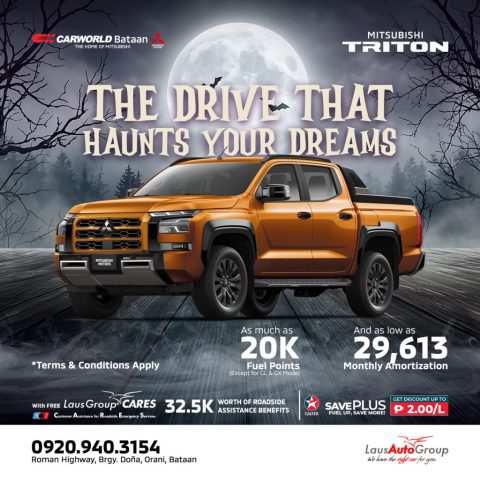 CARWORLD Bataan
THE HOME OF MITSUBISHI
MITSUBISHI
TRITON
THE DRIVE THAT
HAUNTS YOUR DREAMS
MITSUBISHI
MOTORS
As much as
20K
Fuel Points
(Except for GL & GX Mode)
And as low as
29,613
Monthly Amortization
*Terms & Conditions Apply
With FREE LausGroup CARES
Customer Assistance for Roadside Emergency Services
32.5K WORTH OF ROADSIDE
ASSISTANCE BENEFITS
CALTEX
SAVEPLUS
FUEL UP, SAVE MORE!
GET DISCOUNT UP TO
₱ 2.00/L
0920.940.3154
Roman Highway, Brgy. Doña, Orani, Bataan
LausAutoGroup
We have the right car for you.